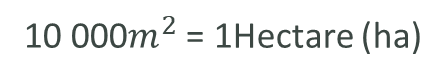 10 000m² = 1Hectare (ha)